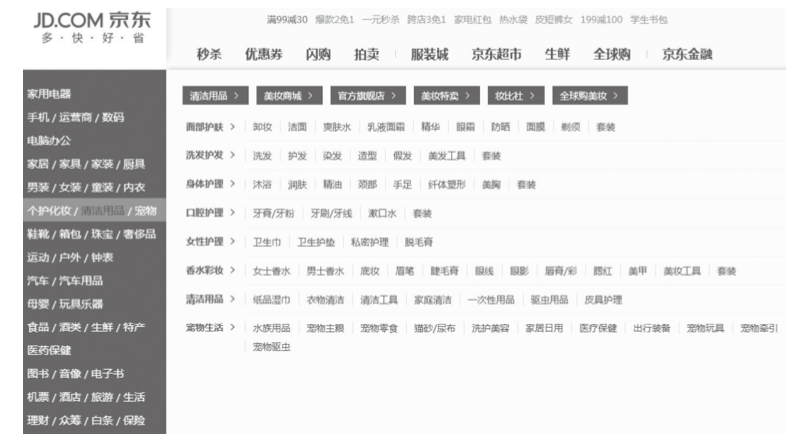 JD.COM 京东
多·快·好·省
满99减30 爆款2免1 一元秒杀 跨店3免1 家电红包 热水袋 皮短裤女 199减100 学生书包
秒杀 优惠券 闪购 拍卖 服装城 京东超市 生鲜 全球购 京东金融
家用电器
手机 / 运营商 / 数码
电脑办公
家居 / 家具 / 家装 / 厨具
男装 / 女装 / 童装 / 内衣
个护化妆 / 清洁用品 / 宠物
鞋靴 / 箱包 / 珠宝 / 奢侈品
运动 / 户外 / 钟表
汽车 / 汽车用品
母婴 / 玩具乐器
食品 / 酒类 / 生鲜 / 特产
医药保健
图书 / 音像 / 电子书
机票 / 酒店 / 旅游 / 生活
理财 / 众筹 / 白条 / 保险
清洁用品 > 美妆商城 > 官方旗舰店 > 美妆特卖 > 妆比社 > 全球购美妆 >
面部护肤 > 卸妆 洁面 爽肤水 乳液面霜 精华 眼霜 防晒 面膜 剃须 套装
洗发护发 > 洗发 护发 染发 造型 假发 美发工具 套装
身体护理 > 沐浴 润肤 精油 颈部 手足 纤体塑形 美胸 套装
口腔护理 > 牙膏/牙粉 牙刷/牙线 漱口水 套装
女性护理 > 卫生巾 卫生护垫 私密护理 脱毛膏
香水彩妆 > 女士香水 男士香水 底妆 眉笔 睫毛膏 眼线 眼影 唇膏/彩 腮红 美甲 美妆工具 套装
清洁用品 > 纸品湿巾 衣物清洁 清洁工具 家庭清洁 一次性用品 驱虫用品 皮具护理
宠物生活 > 水族用品 宠物主粮 宠物零食 猫砂/尿布 洗护美容 家居日用 医疗保健 出行装备 宠物玩具 宠物牵引
宠物驱虫